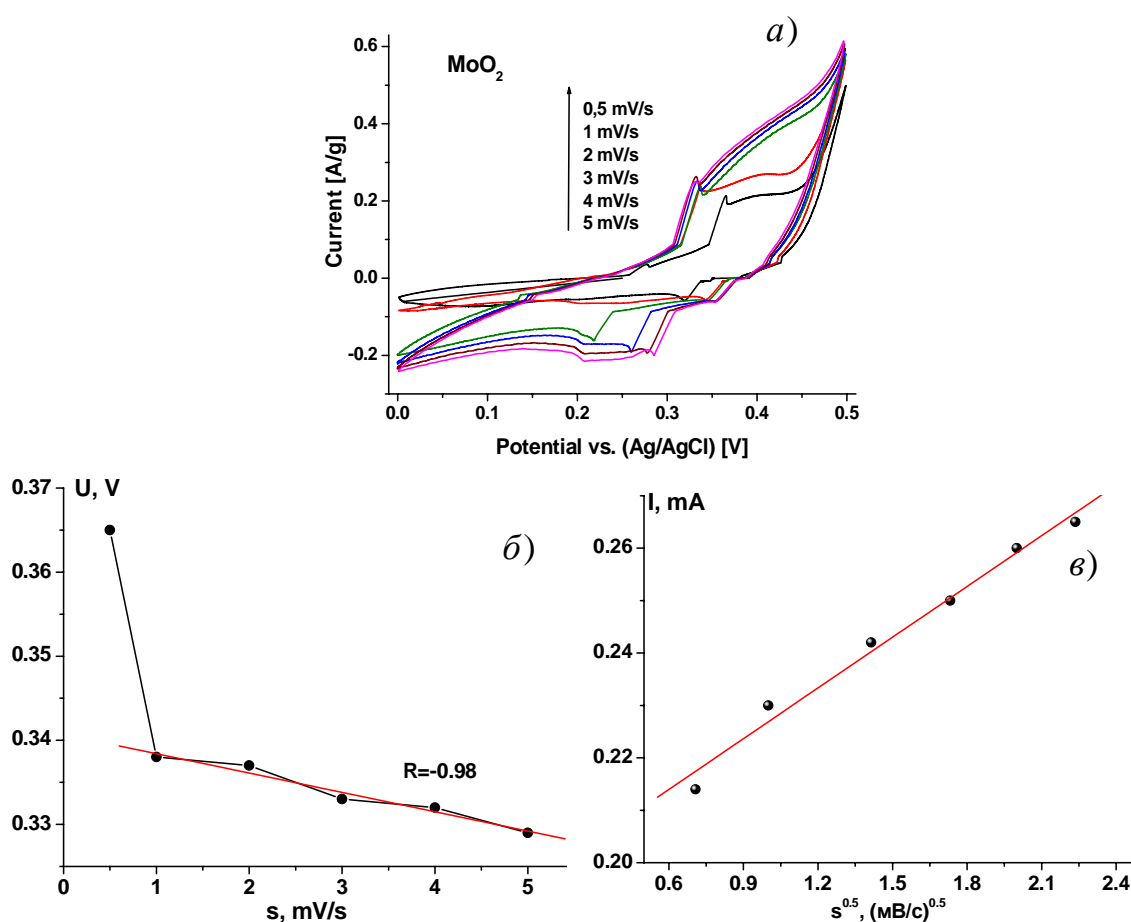 а)
MoO₂
0,5 mV/s
1 mV/s
2 mV/s
3 mV/s
4 mV/s
5 mV/s
Current [A/g]
0.6
0.4
0.2
0.0
-0.2
0.0 0.1 0.2 0.3 0.4 0.5
Potential vs. (Ag/AgCl) [V]
U, V
б)
0.37
0.36
0.35
0.34
0.33
R=-0.98
0 1 2 3 4 5
s, mV/s
I, mA
в)
0.26
0.24
0.22
0.20
0.6 0.9 1.2 1.5 1.8 2.1 2.4
s^0.5, (мВ/с)^0.5